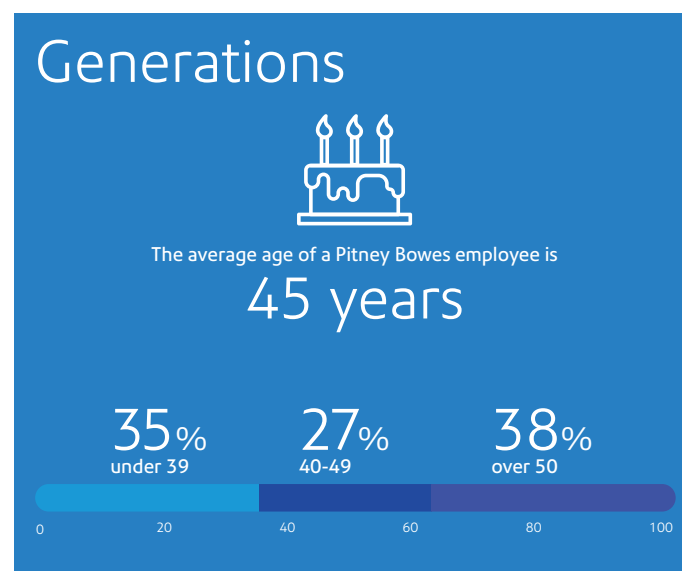 Generations
The average age of a Pitney Bowes employee is
45 years
35% 27% 38%
under 39 40-49 over 50
0 20 40 60 80 100